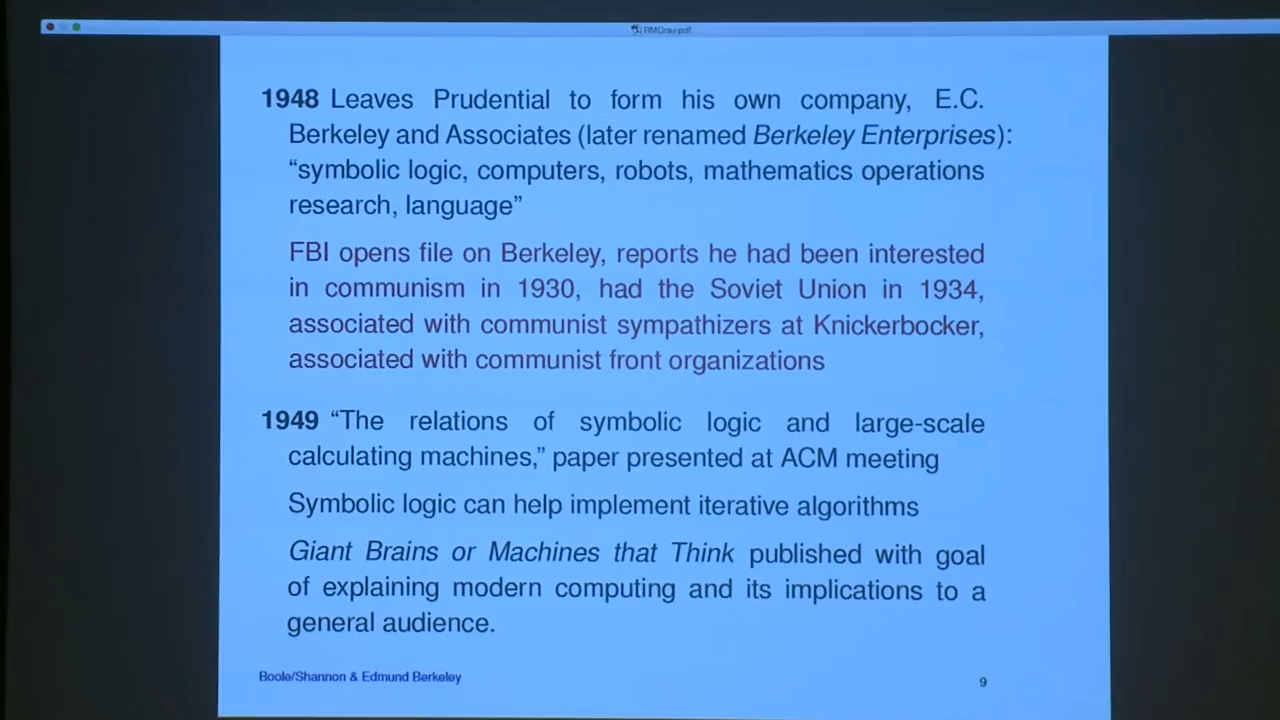 RMGray.pdf
1948 Leaves Prudential to form his own company, E.C.
Berkeley and Associates (later renamed Berkeley Enterprises):
“symbolic logic, computers, robots, mathematics operations
research, language”
FBI opens file on Berkeley, reports he had been interested
in communism in 1930, had the Soviet Union in 1934,
associated with communist sympathizers at Knickerbocker,
associated with communist front organizations
1949 “The relations of symbolic logic and large-scale
calculating machines,” paper presented at ACM meeting
Symbolic logic can help implement iterative algorithms
Giant Brains or Machines that Think published with goal
of explaining modern computing and its implications to a
general audience.
Boole/Shannon & Edmund Berkeley
9